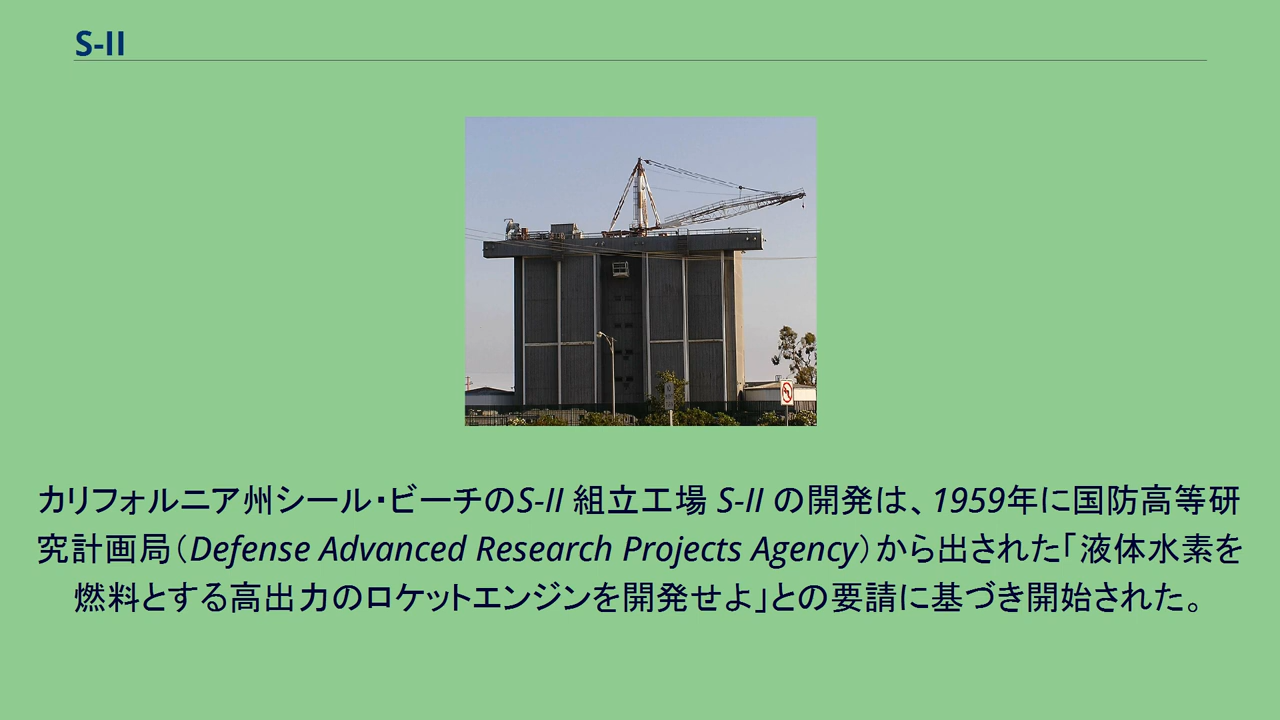 S-II
カリフォルニア州シール・ビーチのS-II 組立工場 S-II の開発は、1959年に国防高等研
究計画局（Defense Advanced Research Projects Agency）から出された「液体水素を
燃料とする高出力のロケットエンジンを開発せよ」との要請に基づき開始された。